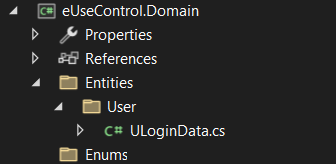 eUseControl.Domain
Properties
References
Entities
User
C# ULoginData.cs
Enums